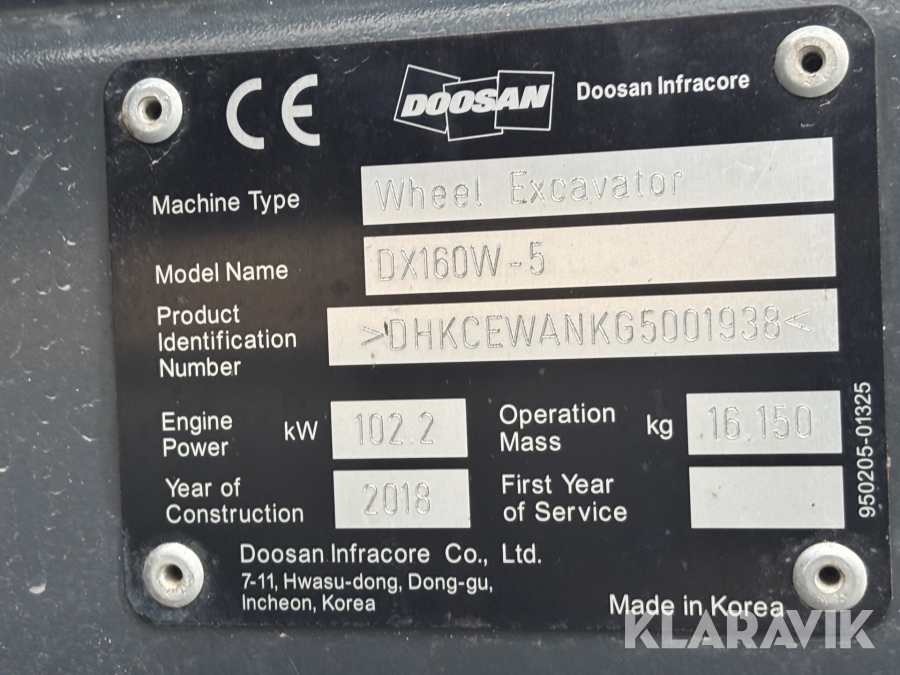 CE DOOSAN Doosan Infracore
Machine Type Wheel Excavator
Model Name DX160W-5
Product
Identification
Number >DHKCEWANKG5001938<
Engine
Power kW 102.2
Operation
Mass kg 16.150
Year of
Construction 2018
First Year
of Service
950205-01325
Doosan Infracore Co., Ltd.
7-11, Hwasu-dong, Dong-gu,
Incheon, Korea
Made in Korea
KLARAVIK